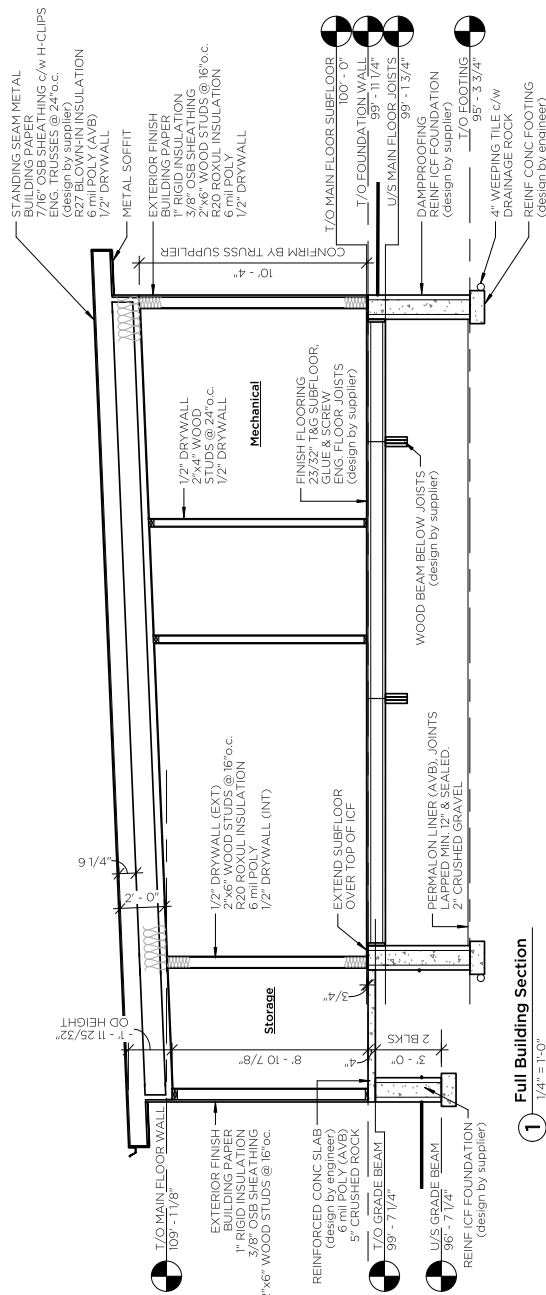 STANDING SEAM METAL
BUILDING PAPER
7/16" OSB SHEATHING c/w H-CLIPS
ENG. TRUSSES @ 24"o.c.
(design by supplier)
R27 BLOWN-IN INSULATION
6 mil POLY (AVB)
1/2" DRYWALL
METAL SOFFIT
EXTERIOR FINISH
BUILDING PAPER
1" RIGID INSULATION
3/8" OSB SHEATHING
2"x6" WOOD STUDS @ 16"o.c.
R20 ROXUL INSULATION
6 mil POLY
1/2" DRYWALL
T/O MAIN FLOOR SUBFLOOR
100' - 0"
T/O FOUNDATION WALL
99' - 11 1/4"
U/S MAIN FLOOR JOISTS
99' - 1 3/4"
DAMPPROOFING
REINF ICF FOUNDATION
(design by supplier)
T/O FOOTING
95' - 3 3/4"
4" WEEPING TILE c/w
DRAINAGE ROCK
REINF CONC FOOTING
(design by engineer)
10' - 4"
CONFIRM BY TRUSS SUPPLIER
1/2" DRYWALL
2"x4" WOOD
STUDS @ 24"o.c.
1/2" DRYWALL
Mechanical
FINISH FLOORING
23/32" T&G SUBFLOOR,
GLUE & SCREW
ENG. FLOOR JOISTS
(design by supplier)
WOOD BEAM BELOW JOISTS
(design by supplier)
9 1/4"
2' - 0"
1/2" DRYWALL (EXT)
2"x6" WOOD STUDS @ 16"o.c.
R20 ROXUL INSULATION
6 mil POLY
1/2" DRYWALL (INT)
EXTEND SUBFLOOR
OVER TOP OF ICF
PERMALON LINER (AVB), JOINTS
LAPPED MIN. 12" & SEALED.
2" CRUSHED GRAVEL
- 1' - 11 25/32"
OD HEIGHT
Storage
8' - 10 7/8"
3/4"
4"
3' - 0"
2 BLKS
T/O MAIN FLOOR WALL
109' - 1 1/8"
EXTERIOR FINISH
BUILDING PAPER
1" RIGID INSULATION
3/8" OSB SHEATHING
2"x6" WOOD STUDS @ 16"oc.
REINFORCED CONC SLAB
(design by engineer)
6 mil POLY (AVB)
5" CRUSHED ROCK
T/O GRADE BEAM
99' - 7 1/4"
U/S GRADE BEAM
96' - 7 1/4"
REINF ICF FOUNDATION
(design by supplier)
1 Full Building Section
1/4" = 1'-0"